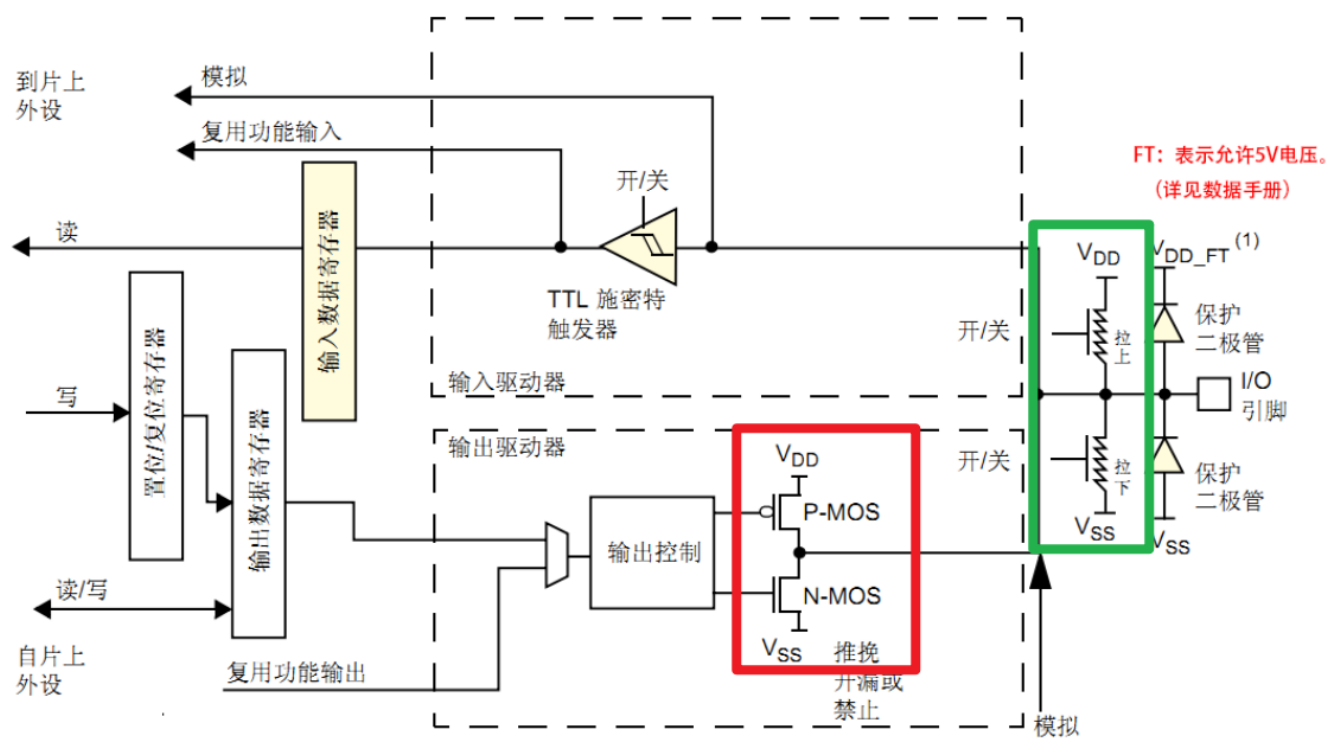 到片上
外设
模拟
复用功能输入
读
输入数据寄存器
开/关
TTL 施密特
触发器
输入驱动器
开/关
FT：表示允许5V电压。
（详见数据手册）
VDD
VDD_FT (1)
拉上
保护
二极管
I/O
引脚
写
置位/复位寄存器
输出数据寄存器
读/写
自片上
外设
复用功能输出
输出驱动器
输出控制
VDD
P-MOS
N-MOS
VSS
推挽
开漏或
禁止
开/关
拉下
VSS
保护
二极管
VSS
模拟